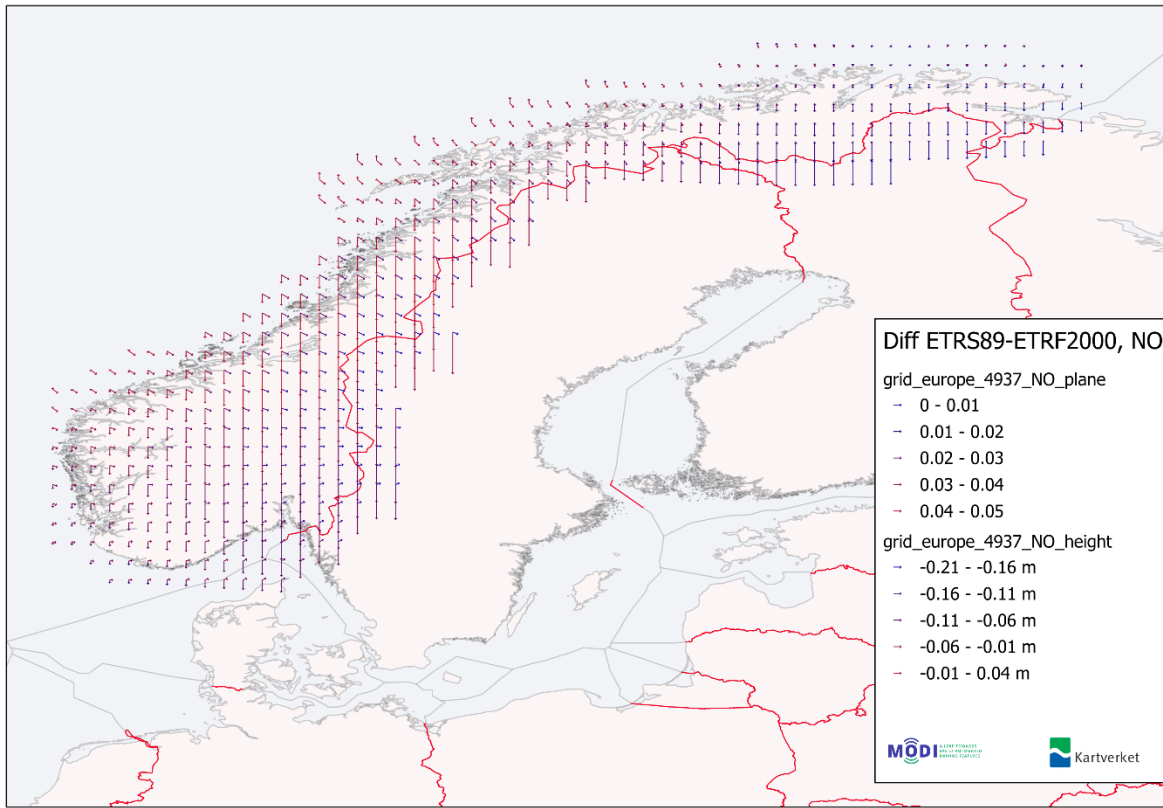 Diff ETRS89-ETRF2000, NO
grid_europe_4937_NO_plane
0 - 0.01
0.01 - 0.02
0.02 - 0.03
0.03 - 0.04
0.04 - 0.05
grid_europe_4937_NO_height
-0.21 - -0.16 m
-0.16 - -0.11 m
-0.11 - -0.06 m
-0.06 - -0.01 m
-0.01 - 0.04 m
MODI
Kartverket